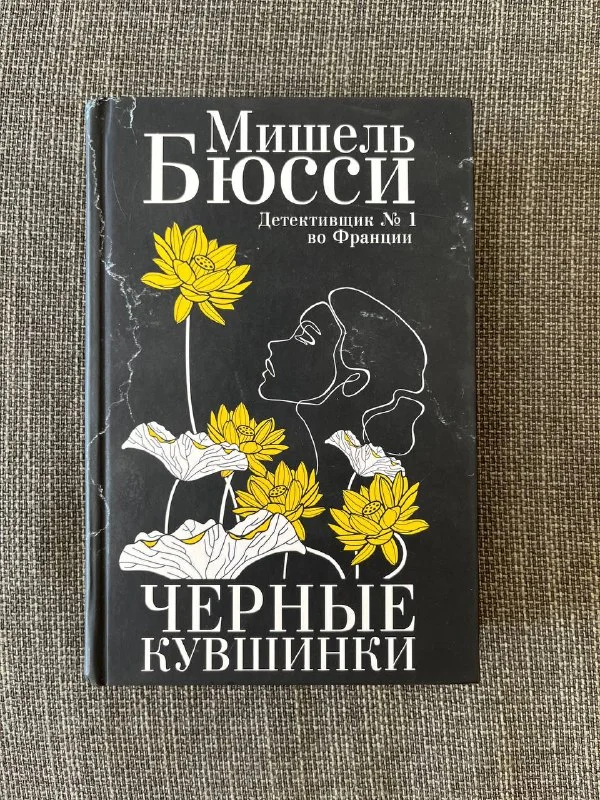 Мишель
БЮССИ
Детективщик № 1
во Франции
ЧЕРНЫЕ
КУВШИНКИ